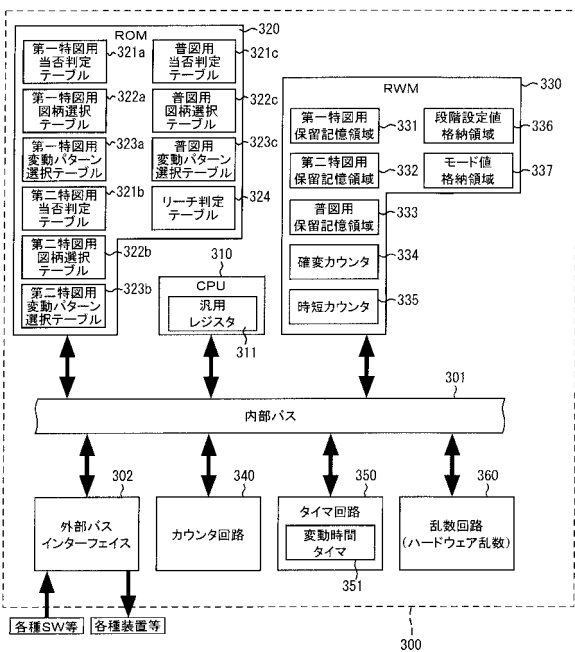 ROM
320
第一特図用
当否判定
テーブル
321a
普図用
当否判定
テーブル
321c
第一特図用
図柄選択
テーブル
322a
普図用
図柄選択
テーブル
322c
第一特図用
変動パターン
選択テーブル
323a
普図用
変動パターン
選択テーブル
323c
第二特図用
当否判定
テーブル
321b
リーチ判定
テーブル
324
第二特図用
図柄選択
テーブル
322b
第二特図用
変動パターン
選択テーブル
323b
310
CPU
汎用
レジスタ
311
RWM
330
第一特図用
保留記憶領域
331
段階設定値
格納領域
336
第二特図用
保留記憶領域
332
モード値
格納領域
337
普図用
保留記憶領域
333
確変カウンタ
334
時短カウンタ
335
301
内部バス
302
外部バス
インターフェイス
340
カウンタ回路
350
タイマ回路
変動時間
タイマ
351
360
乱数回路
(ハードウェア乱数)
各種SW等
各種装置等
300